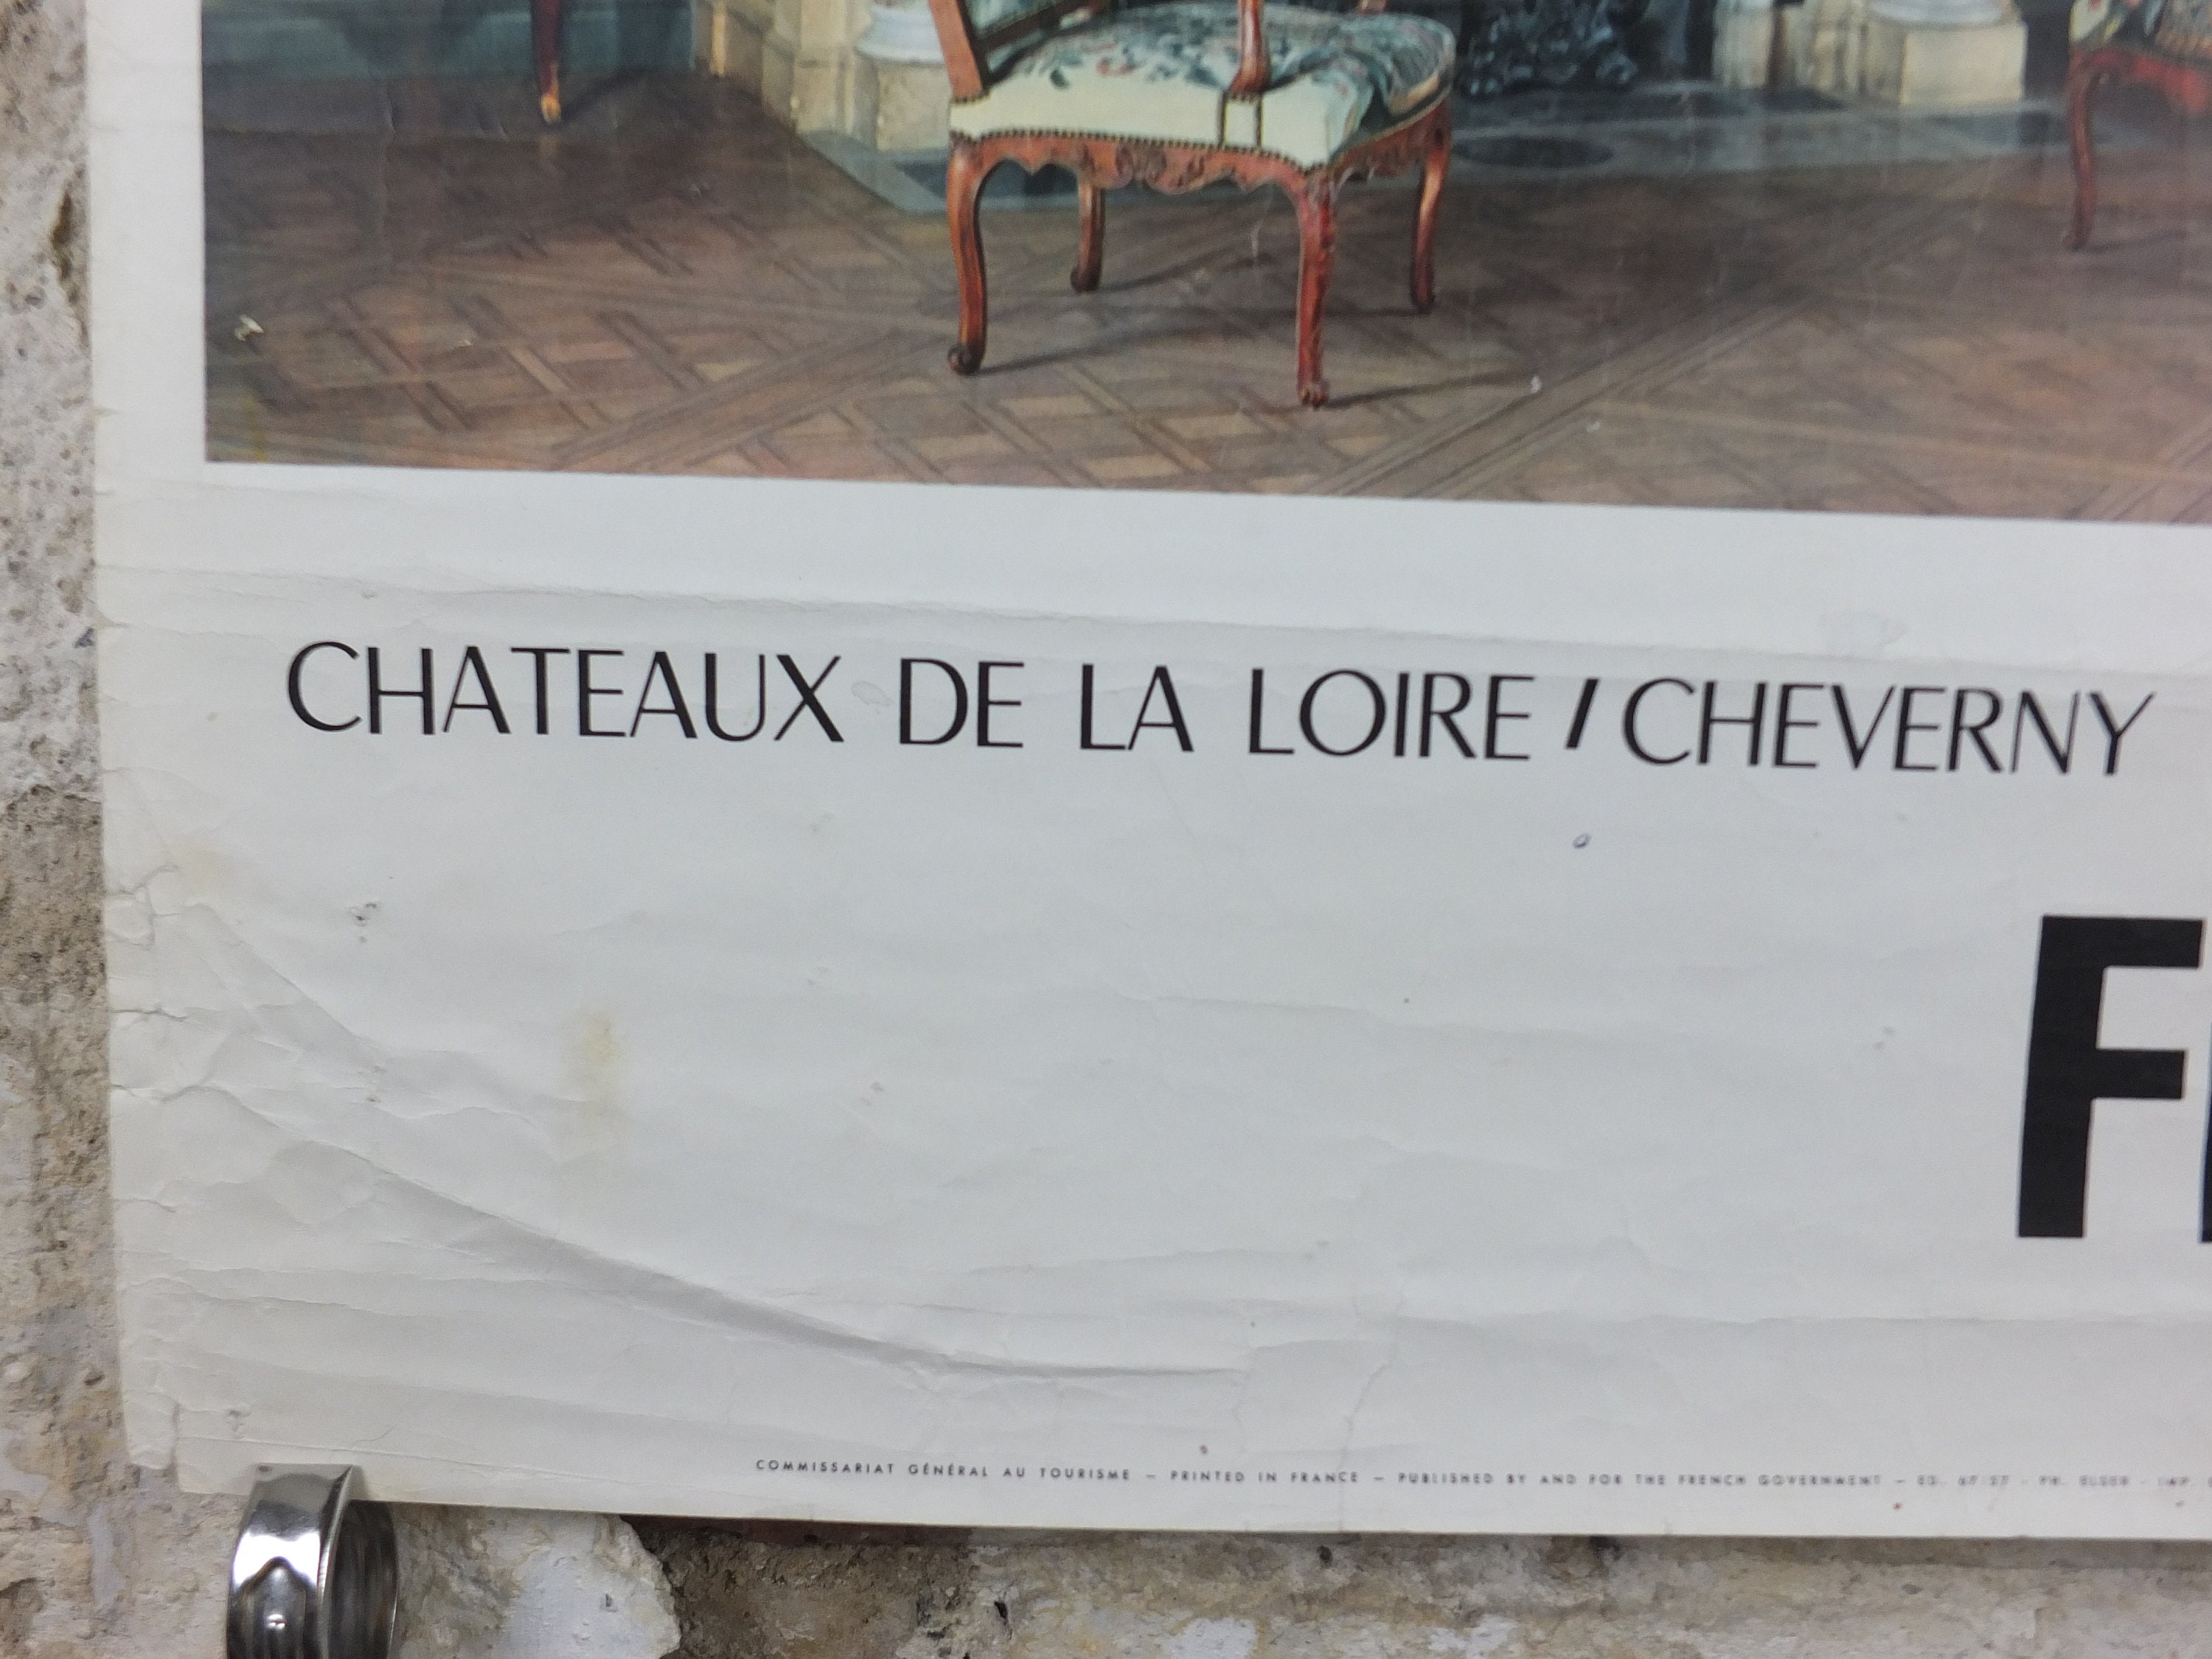 CHATEAUX DE LA LOIRE / CHEVERNY
F
COMMISSARIAT GÉNÉRAL AU TOURISME — PRINTED IN FRANCE — PUBLISHED BY AND FOR THE FRENCH GOVERNMENT —